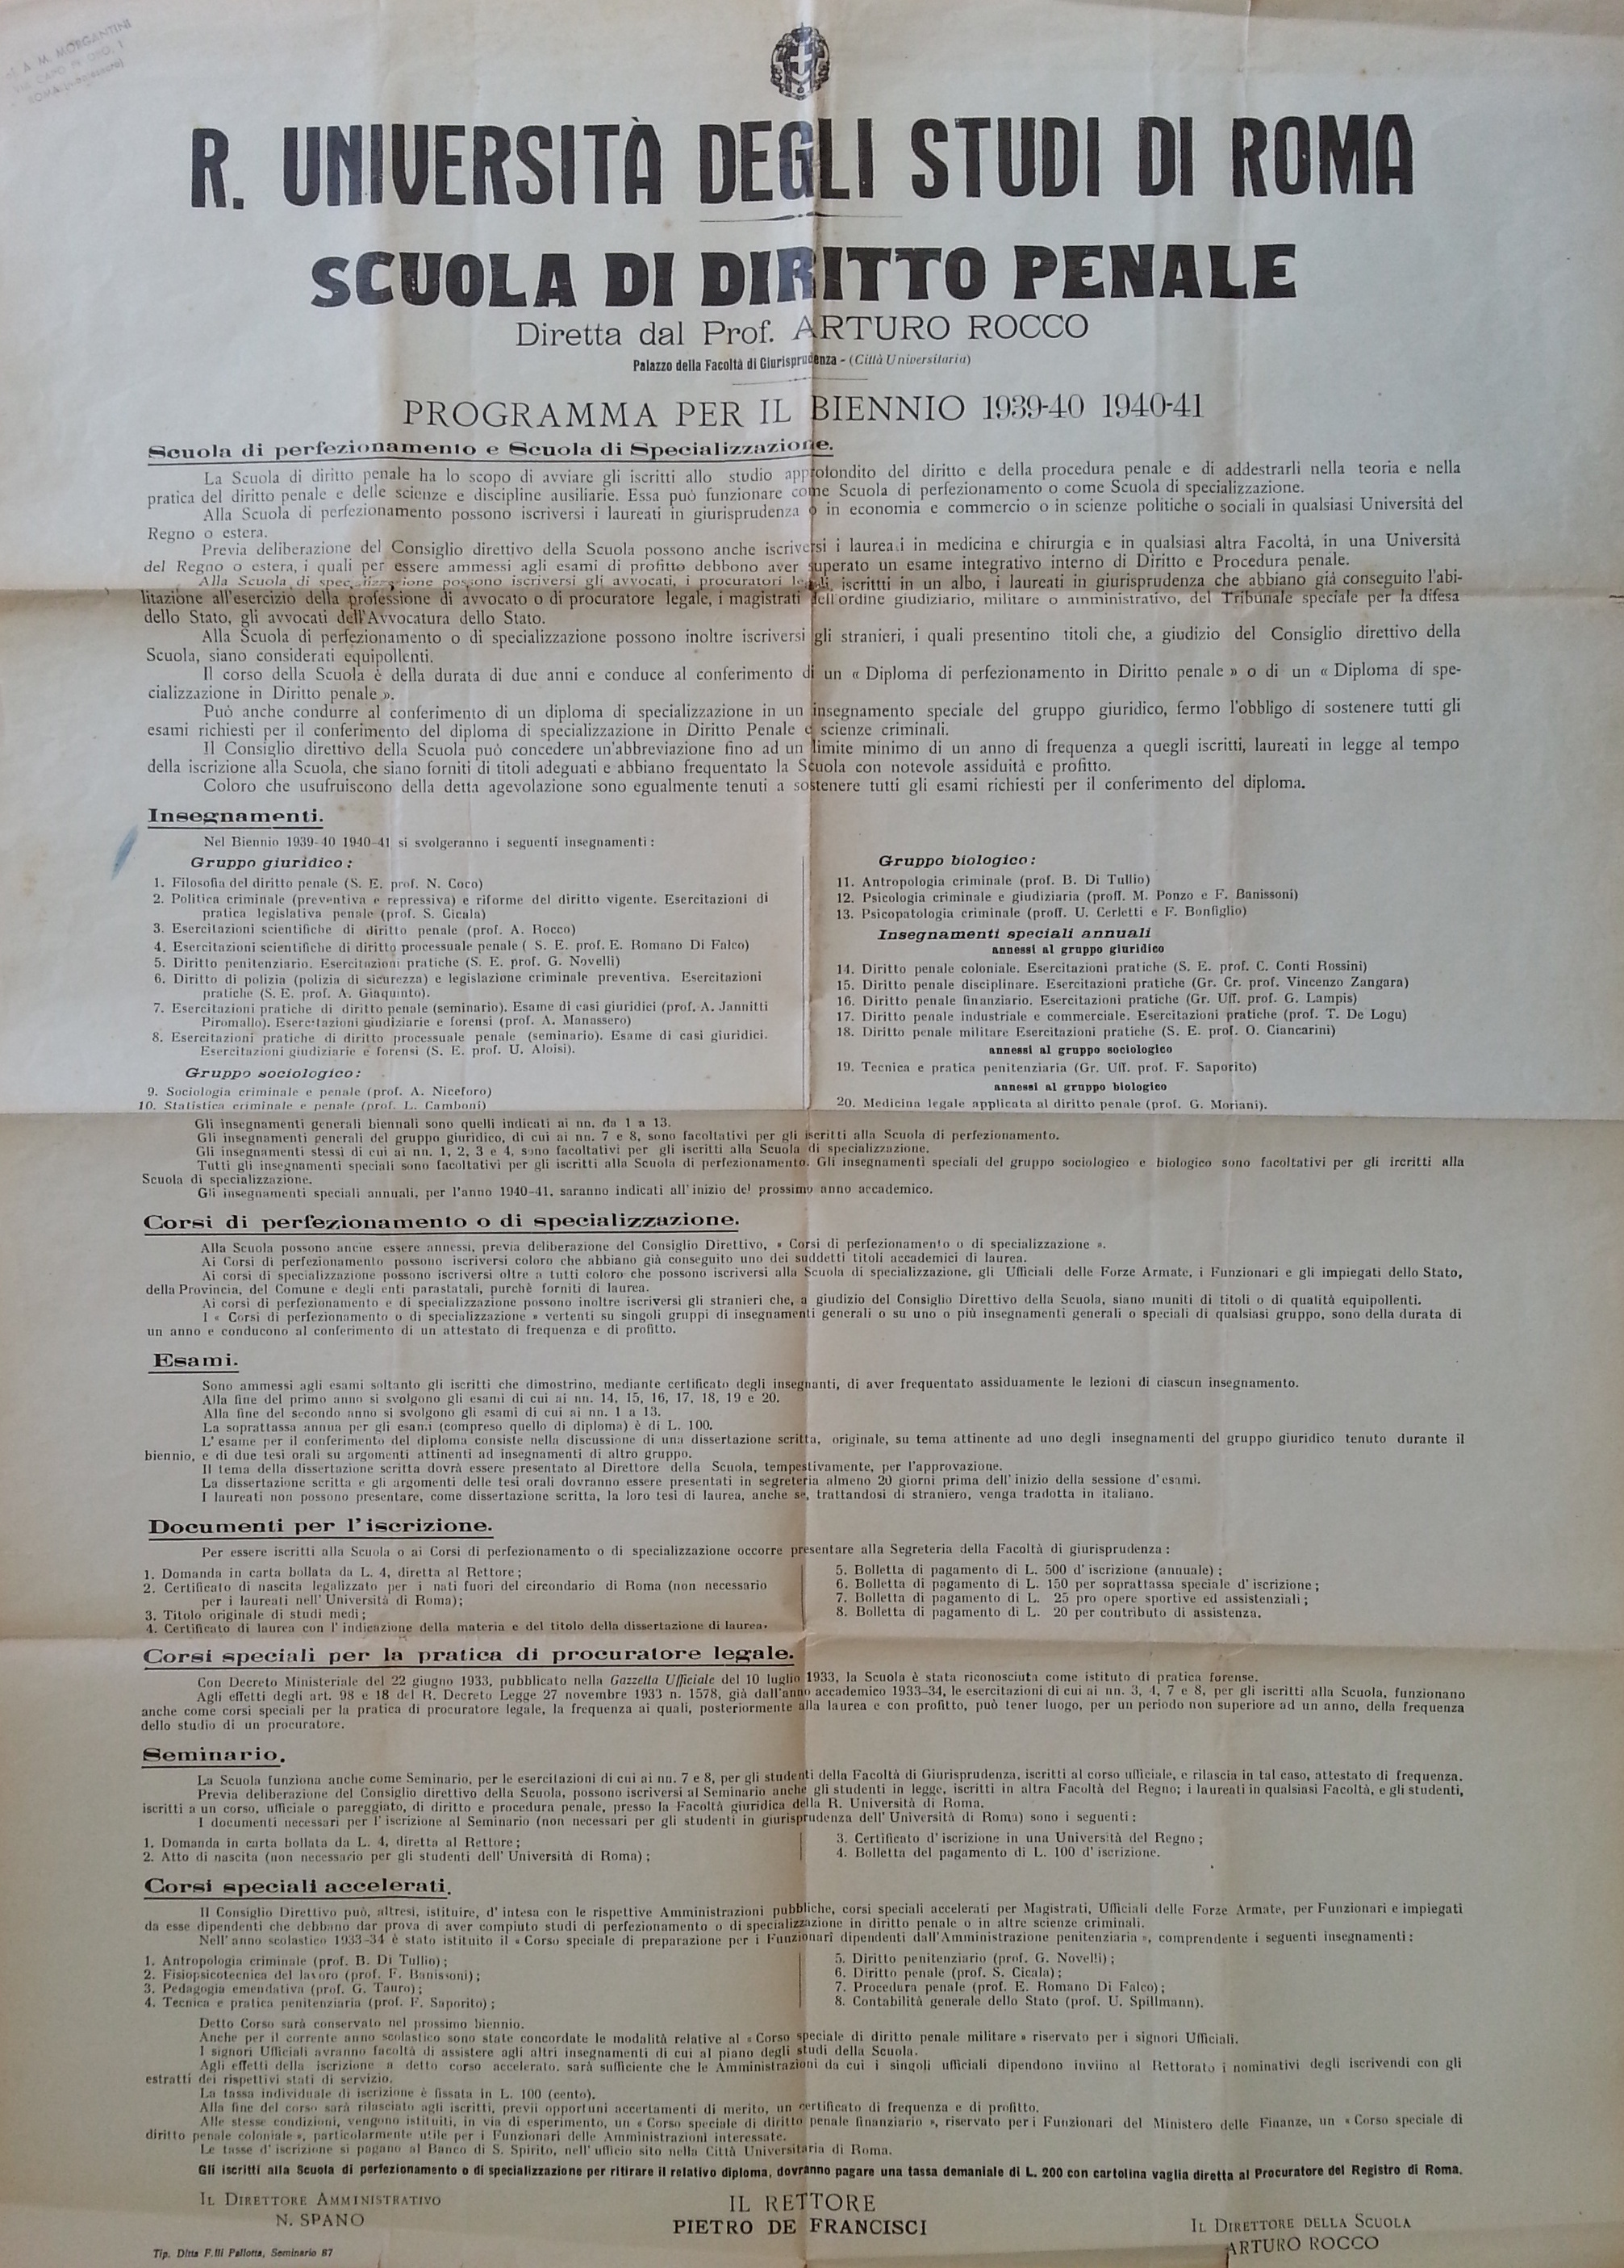 A. M. MORGANTINI
R. UNIVERSITÀ DEGLI STUDI DI ROMA
SCUOLA DI DIRITTO PENALE
Diretta dal Prof. ARTURO ROCCO
Palazzo della Facoltà di Giurisprudenza - (Città Universitaria)
PROGRAMMA PER IL BIENNIO 1939-40 1940-41
Scuola di perfezionamento e Scuola di Specializzazione.
La Scuola di diritto penale ha lo scopo di avviare gli iscritti allo studio approfondito del diritto e della procedura penale e di addestrarli nella teoria e nella
pratica del diritto penale e delle scienze e discipline ausiliarie. Essa può funzionare come Scuola di perfezionamento o come Scuola di specializzazione.
Alla Scuola di perfezionamento possono iscriversi i laureati in giurisprudenza o in economia e commercio o in scienze politiche o sociali in qualsiasi Università del
Regno o estera.
Previa deliberazione del Consiglio direttivo della Scuola possono anche iscriversi i laureati in medicina e chirurgia e in qualsiasi altra Facoltà, in una Università
del Regno o estera, i quali per essere ammessi agli esami di profitto debbono aver superato un esame integrativo interno di Diritto e Procedura penale.
Alla Scuola di specializzazione possono iscriversi gli avvocati, i procuratori legali, iscrittti in un albo, i laureati in giurisprudenza che abbiano già conseguito l'abi-
litazione all'esercizio della professione di avvocato o di procuratore legale, i magistrati dell'ordine giudiziario, militare o amministrativo, del Tribunale speciale per la difesa
dello Stato, gli avvocati dell'Avvocatura dello Stato.
Alla Scuola di perfezionamento o di specializzazione possono inoltre iscriversi gli stranieri, i quali presentino titoli che, a giudizio del Consiglio direttivo della
Scuola, siano considerati equipollenti.
Il corso della Scuola è della durata di due anni e conduce al conferimento di un « Diploma di perfezionamento in Diritto penale » o di un « Diploma di spe-
cializzazione in Diritto penale ».
Può anche condurre al conferimento di un diploma di specializzazione in un insegnamento speciale del gruppo giuridico, fermo l'obbligo di sostenere tutti gli
esami richiesti per il conferimento del diploma di specializzazione in Diritto Penale e scienze criminali.
Il Consiglio direttivo della Scuola può concedere un'abbreviazione fino ad un limite minimo di un anno di frequenza a quegli iscritti, laureati in legge al tempo
della iscrizione alla Scuola, che siano forniti di titoli adeguati e abbiano frequentato la Scuola con notevole assiduità e profitto.
Coloro che usufruiscono della detta agevolazione sono egualmente tenuti a sostenere tutti gli esami richiesti per il conferimento del diploma.
Insegnamenti.
Nel Biennio 1939-40 1940-41 si svolgeranno i seguenti insegnamenti:
Gruppo giuridico:
1. Filosofia del diritto penale (S. E. prof. N. Coco)
2. Politica criminale (preventiva e repressiva) e riforme del diritto vigente. Esercitazioni di
pratica legislativa penale (prof. S. Cicala)
3. Esercitazioni scientifiche di diritto penale (prof. A. Rocco)
4. Esercitazioni scientifiche di diritto processuale penale ( S. E. prof. E. Romano Di Falco)
5. Diritto penitenziario. Esercitazioni pratiche (S. E. prof. G. Novelli)
6. Diritto di polizia (polizia di sicurezza) e legislazione criminale preventiva. Esercitazioni
pratiche (S. E. prof. A. Giaquinto).
7. Esercitazioni pratiche di diritto penale (seminario). Esame di casi giuridici (prof. A. Jannitti
Piromallo). Esercitazioni giudiziarie e forensi (prof. A. Manassero)
8. Esercitazioni pratiche di diritto processuale penale (seminario). Esame di casi giuridici.
Esercitazioni giudiziarie e forensi (S. E. prof. U. Aloisi).
Gruppo sociologico:
9. Sociologia criminale e penale (prof. A. Niceforo)
10. Statistica criminale e penale (prof. L. Camboni)
Gruppo biologico:
11. Antropologia criminale (prof. B. Di Tullio)
12. Psicologia criminale e giudiziaria (proff. M. Ponzo e F. Banissoni)
13. Psicopatologia criminale (proff. U. Cerletti e F. Bonfiglio)
Insegnamenti speciali annuali
annessi al gruppo giuridico
14. Diritto penale coloniale. Esercitazioni pratiche (S. E. prof. C. Conti Rossini)
15. Diritto penale disciplinare. Esercitazioni pratiche (Gr. Cr. prof. Vincenzo Zangara)
16. Diritto penale finanziario. Esercitazioni pratiche (Gr. Uff. prof. G. Lampis)
17. Diritto penale industriale e commerciale. Esercitazioni pratiche (prof. T. De Logu)
18. Diritto penale militare Esercitazioni pratiche (S. E. prof. O. Ciancarini)
annessi al gruppo sociologico
19. Tecnica e pratica penitenziaria (Gr. Uff. prof. F. Saporito)
annessi al gruppo biologico
20. Medicina legale applicata al diritto penale (prof. G. Moriani).
Gli insegnamenti generali biennali sono quelli indicati ai nn. da 1 a 13.
Gli insegnamenti generali del gruppo giuridico, di cui ai nn. 7 e 8, sono facoltativi per gli iscritti alla Scuola di perfezionamento.
Gli insegnamenti stessi di cui ai nn. 1, 2, 3 e 4, sono facoltativi per gli iscritti alla Scuola di specializzazione.
Tutti gli insegnamenti speciali sono facoltativi per gli iscritti alla Scuola di perfezionamento. Gli insegnamenti speciali del gruppo sociologico e biologico sono facoltativi per gli ircritti alla
Scuola di specializzazione.
Gli insegnamenti speciali annuali, per l'anno 1940-41, saranno indicati all'inizio del prossimo anno accademico.
Corsi di perfezionamento o di specializzazione.
Alla Scuola possono anche essere annessi, previa deliberazione del Consiglio Direttivo, « Corsi di perfezionamento o di specializzazione ».
Ai Corsi di perfezionamento possono iscriversi coloro che abbiano già conseguito uno dei suddetti titoli accademici di laurea.
Ai corsi di specializzazione possono iscriversi oltre a tutti coloro che possono iscriversi alla Scuola di specializzazione, gli Ufficiali delle Forze Armate, i Funzionari e gli impiegati dello Stato,
della Provincia, del Comune e degli enti parastatali, purchè forniti di laurea.
Ai corsi di perfezionamento e di specializzazione possono inoltre iscriversi gli stranieri che, a giudizio del Consiglio Direttivo della Scuola, siano muniti di titoli o di qualità equipollenti.
I « Corsi di perfezionamento o di specializzazione » vertenti su singoli gruppi di insegnamenti generali o su uno o più insegnamenti generali o speciali di qualsiasi gruppo, sono della durata di
un anno e conducono al conferimento di un attestato di frequenza e di profitto.
Esami.
Sono ammessi agli esami soltanto gli iscritti che dimostrino, mediante certificato degli insegnanti, di aver frequentato assiduamente le lezioni di ciascun insegnamento.
Alla fine del primo anno si svolgono gli esami di cui ai nn. 14, 15, 16, 17, 18, 19 e 20.
Alla fine del secondo anno si svolgono gli esami di cui ai nn. 1 a 13.
La soprattassa annua per gli esami (compreso quello di diploma) è di L. 100.
L'esame per il conferimento del diploma consiste nella discussione di una dissertazione scritta, originale, su tema attinente ad uno degli insegnamenti del gruppo giuridico tenuto durante il
biennio, e di due tesi orali su argomenti attinenti ad insegnamenti di altro gruppo.
Il tema della dissertazione scritta dovrà essere presentato al Direttore della Scuola, tempestivamente, per l'approvazione.
La dissertazione scritta e gli argomenti delle tesi orali dovranno essere presentati in segreteria almeno 20 giorni prima dell'inizio della sessione d'esami.
I laureati non possono presentare, come dissertazione scritta, la loro tesi di laurea, anche se, trattandosi di straniero, venga tradotta in italiano.
Documenti per l'iscrizione.
Per essere iscritti alla Scuola o ai Corsi di perfezionamento o di specializzazione occorre presentare alla Segreteria della Facoltà di giurisprudenza:
1. Domanda in carta bollata da L. 4, diretta al Rettore;
2. Certificato di nascita legalizzato per i nati fuori del circondario di Roma (non necessario
per i laureati nell'Università di Roma);
3. Titolo originale di studi medi;
4. Certificato di laurea con l'indicazione della materia e del titolo della dissertazione di laurea.
5. Bolletta di pagamento di L. 500 d'iscrizione (annuale);
6. Bolletta di pagamento di L. 150 per soprattassa speciale d'iscrizione;
7. Bolletta di pagamento di L. 25 pro opere sportive ed assistenziali;
8. Bolletta di pagamento di L. 20 per contributo di assistenza.
Corsi speciali per la pratica di procuratore legale.
Con Decreto Ministeriale del 22 giugno 1933, pubblicato nella Gazzella Ufficiale del 10 luglio 1933, la Scuola è stata riconosciuta come istituto di pratica forense.
Agli effetti degli art. 98 e 18 del R. Decreto Legge 27 novembre 1933 n. 1578, già dall'anno accademico 1933-34, le esercitazioni di cui ai nn. 3, 4, 7 e 8, per gli iscritti alla Scuola, funzionano
anche come corsi speciali per la pratica di procuratore legale, la frequenza ai quali, posteriormente alla laurea e con profitto, può tener luogo, per un periodo non superiore ad un anno, della frequenza
dello studio di un procuratore.
Seminario.
La Scuola funziona anche come Seminario, per le esercitazioni di cui ai nn. 7 e 8, per gli studenti della Facoltà di Giurisprudenza, iscritti al corso ufficiale, e rilascia in tal caso, attestato di frequenza.
Previa deliberazione del Consiglio direttivo della Scuola, possono iscriversi al Seminario anche gli studenti in legge, iscritti in altra Facoltà del Regno; i laureati in qualsiasi Facoltà, e gli studenti,
iscritti a un corso, ufficiale o pareggiato, di diritto e procedura penale, presso la Facoltà giuridica della R. Università di Roma.
I documenti necessari per l'iscrizione al Seminario (non necessari per gli studenti in giurisprudenza dell'Università di Roma) sono i seguenti:
1. Domanda in carta bollata da L. 4, diretta al Rettore;
2. Atto di nascita (non necessario per gli studenti dell'Università di Roma);
3. Certificato d'iscrizione in una Università del Regno;
4. Bolletta del pagamento di L. 100 d'iscrizione.
Corsi speciali accelerati.
Il Consiglio Direttivo può, altresì, istituire, d'intesa con le rispettive Amministrazioni pubbliche, corsi speciali accelerati per Magistrati, Ufficiali delle Forze Armate, per Funzionari e impiegati
da esse dipendenti che debbano dar prova di aver compiuto studi di perfezionamento o di specializzazione in diritto penale o in altre scienze criminali.
Nell'anno scolastico 1933-34 è stato istituito il « Corso speciale di preparazione per i Funzionari dipendenti dall'Amministrazione penitenziaria », comprendente i seguenti insegnamenti:
1. Antropologia criminale (prof. B. Di Tullio);
2. Fisiopsicotecnica del lavoro (prof. F. Banissoni);
3. Pedagogia emendativa (prof. G. Tauro);
4. Tecnica e pratica penitenziaria (prof. F. Saporito);
5. Diritto penitenziario (prof. G. Novelli);
6. Diritto penale (prof. S. Cicala);
7. Procedura penale (prof. E. Romano Di Falco);
8. Contabilità generale dello Stato (prof. U. Spillmann).
Detto Corso sarà conservato nel prossimo biennio.
Anche per il corrente anno scolastico sono state concordate le modalità relative al « Corso speciale di diritto penale militare » riservato per i signori Ufficiali.
I signori Ufficiali avranno facoltà di assistere agli altri insegnamenti di cui al piano degli studi della Scuola.
Agli effetti della iscrizione a detto corso accelerato, sarà sufficiente che le Amministrazioni da cui i singoli ufficiali dipendono inviino al Rettorato i nominativi degli iscrivendi con gli
estratti dei rispettivi stati di servizio.
La tassa individuale di iscrizione è fissata in L. 100 (cento).
Alla fine del corso sarà rilasciato agli iscritti, previi opportuni accertamenti di merito, un certificato di frequenza e di profitto.
Alle stesse condizioni, vengono istituiti, in via di esperimento, un « Corso speciale di diritto penale finanziario », riservato per i Funzionari del Ministero delle Finanze, un « Corso speciale di
diritto penale coloniale », particolarmente utile per i Funzionari delle Amministrazioni interessate.
Le tasse d'iscrizione si pagano al Banco di S. Spirito, nell'ufficio sito nella Città Universitaria di Roma.
Gli iscritti alla Scuola di perfezionamento o di specializzazione per ritirare il relativo diploma, dovranno pagare una tassa demaniale di L. 200 con cartolina vaglia diretta al Procuratore del Registro di Roma.
IL DIRETTORE AMMINISTRATIVO
N. SPANO
IL RETTORE
PIETRO DE FRANCISCI
IL DIRETTORE DELLA SCUOLA
ARTURO ROCCO
Tip. Ditta F.lli Pallotta, Seminario 87